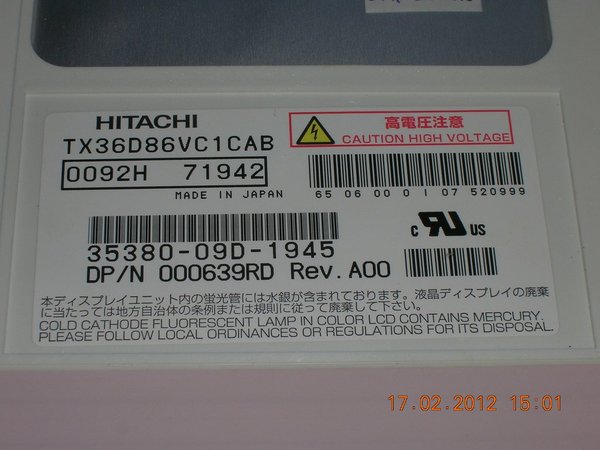 HITACHI
TX36D86VC1CAB
0092H 71942
MADE IN JAPAN
高電圧注意
CAUTION HIGH VOLTAGE
65 06 00 0 1 07 520999
c RU US
35380-09D-1945
DP/N 000639RD Rev.A00
本ディスプレイユニット内の蛍光管には水銀が含まれております。液晶ディスプレイの廃棄
に当たっては地方自治体の条例または規則に従って廃棄して下さい。
COLD CATHODE FLUORESCENT LAMP IN COLOR LCD CONTAINS MERCURY.
PLEASE FOLLOW LOCAL ORDINANCES OR REGULATIONS FOR ITS DISPOSAL.
17.02.2012 15:01